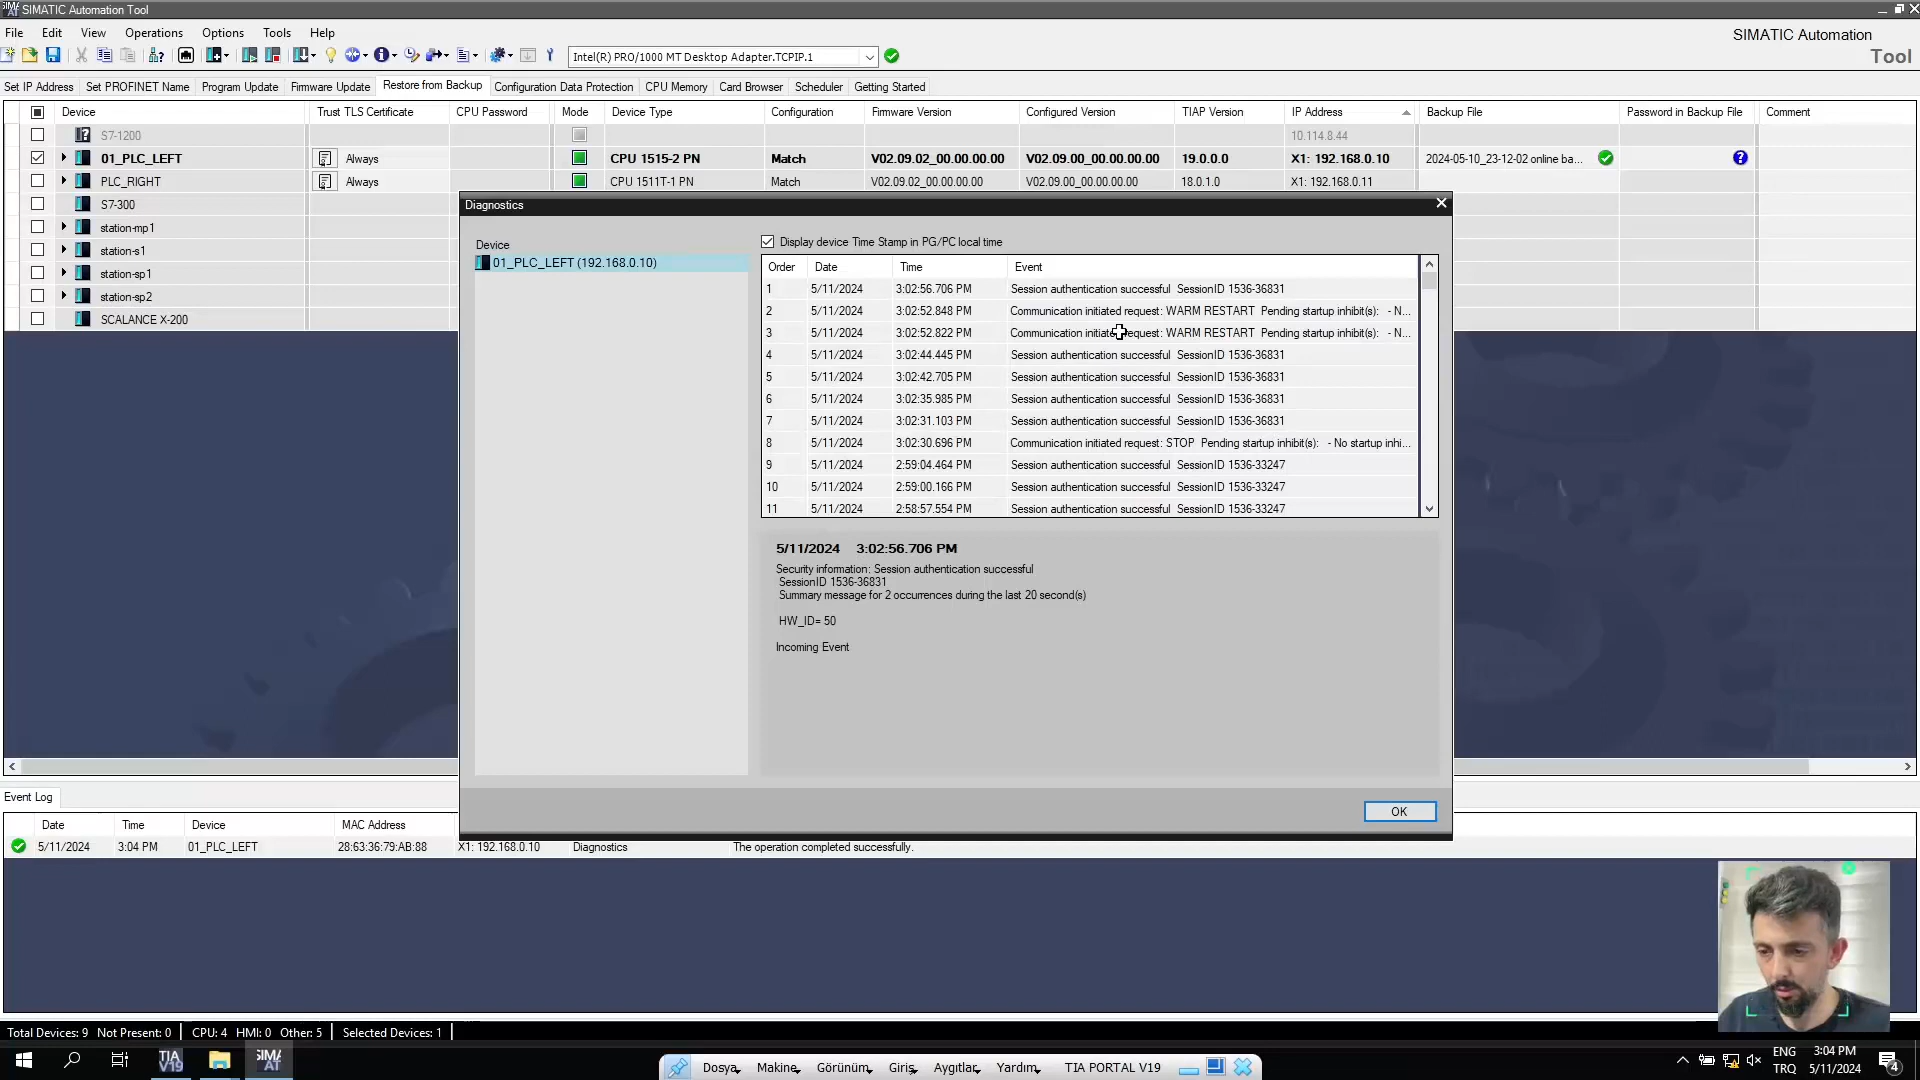 SIMATIC Automation Tool
File Edit View Operations Options Tools Help
SIMATIC Automation
Tool
Intel(R) PRO/1000 MT Desktop Adapter.TCPIP.1
Set IP Address Set PROFINET Name Program Update Firmware Update Restore from Backup Configuration Data Protection CPU Memory Card Browser Scheduler Getting Started
Device Trust TLS Certificate CPU Password Mode Device Type Configuration Firmware Version Configured Version TIAP Version IP Address Backup File Password in Backup File Comment
S7-1200 10.114.8.44
01_PLC_LEFT Always CPU 1515-2 PN Match V02.09.02_00.00.00.00 V02.09.00_00.00.00.00 19.0.0.0 X1: 192.168.0.10 2024-05-10_23-12-02 online ba...
PLC_RIGHT Always CPU 1511T-1 PN Match V02.09.02_00.00.00.00 V02.09.00_00.00.00.00 18.0.1.0 X1: 192.168.0.11
S7-300
station-mp1
station-s1
station-sp1
station-sp2
SCALANCE X-200
Diagnostics
Device
01_PLC_LEFT (192.168.0.10)
Display device Time Stamp in PG/PC local time
Order Date Time Event
1 5/11/2024 3:02:56.706 PM Session authentication successful SessionID 1536-36831
2 5/11/2024 3:02:52.848 PM Communication initiated request: WARM RESTART Pending startup inhibit(s): - N...
3 5/11/2024 3:02:52.822 PM Communication initiated request: WARM RESTART Pending startup inhibit(s): - N...
4 5/11/2024 3:02:44.445 PM Session authentication successful SessionID 1536-36831
5 5/11/2024 3:02:42.705 PM Session authentication successful SessionID 1536-36831
6 5/11/2024 3:02:35.985 PM Session authentication successful SessionID 1536-36831
7 5/11/2024 3:02:31.103 PM Session authentication successful SessionID 1536-36831
8 5/11/2024 3:02:30.696 PM Communication initiated request: STOP Pending startup inhibit(s): - No startup inhi...
9 5/11/2024 2:59:04.464 PM Session authentication successful SessionID 1536-33247
10 5/11/2024 2:59:00.166 PM Session authentication successful SessionID 1536-33247
11 5/11/2024 2:58:57.554 PM Session authentication successful SessionID 1536-33247
5/11/2024 3:02:56.706 PM
Security information: Session authentication successful
SessionID 1536-36831
Summary message for 2 occurrences during the last 20 second(s)
HW_ID= 50
Incoming Event
OK
Event Log
Date Time Device MAC Address
5/11/2024 3:04 PM 01_PLC_LEFT 28:63:36:79:AB:88 X1: 192.168.0.10 Diagnostics The operation completed successfully.
Total Devices: 9 Not Present: 0 CPU: 4 HMI: 0 Other: 5 Selected Devices: 1
TIA V19
SIM AT
Dosya Makine Görünüm Giriş Aygıtlar Yardım TIA PORTAL V19
ENG 3:04 PM
TRQ 5/11/2024
4